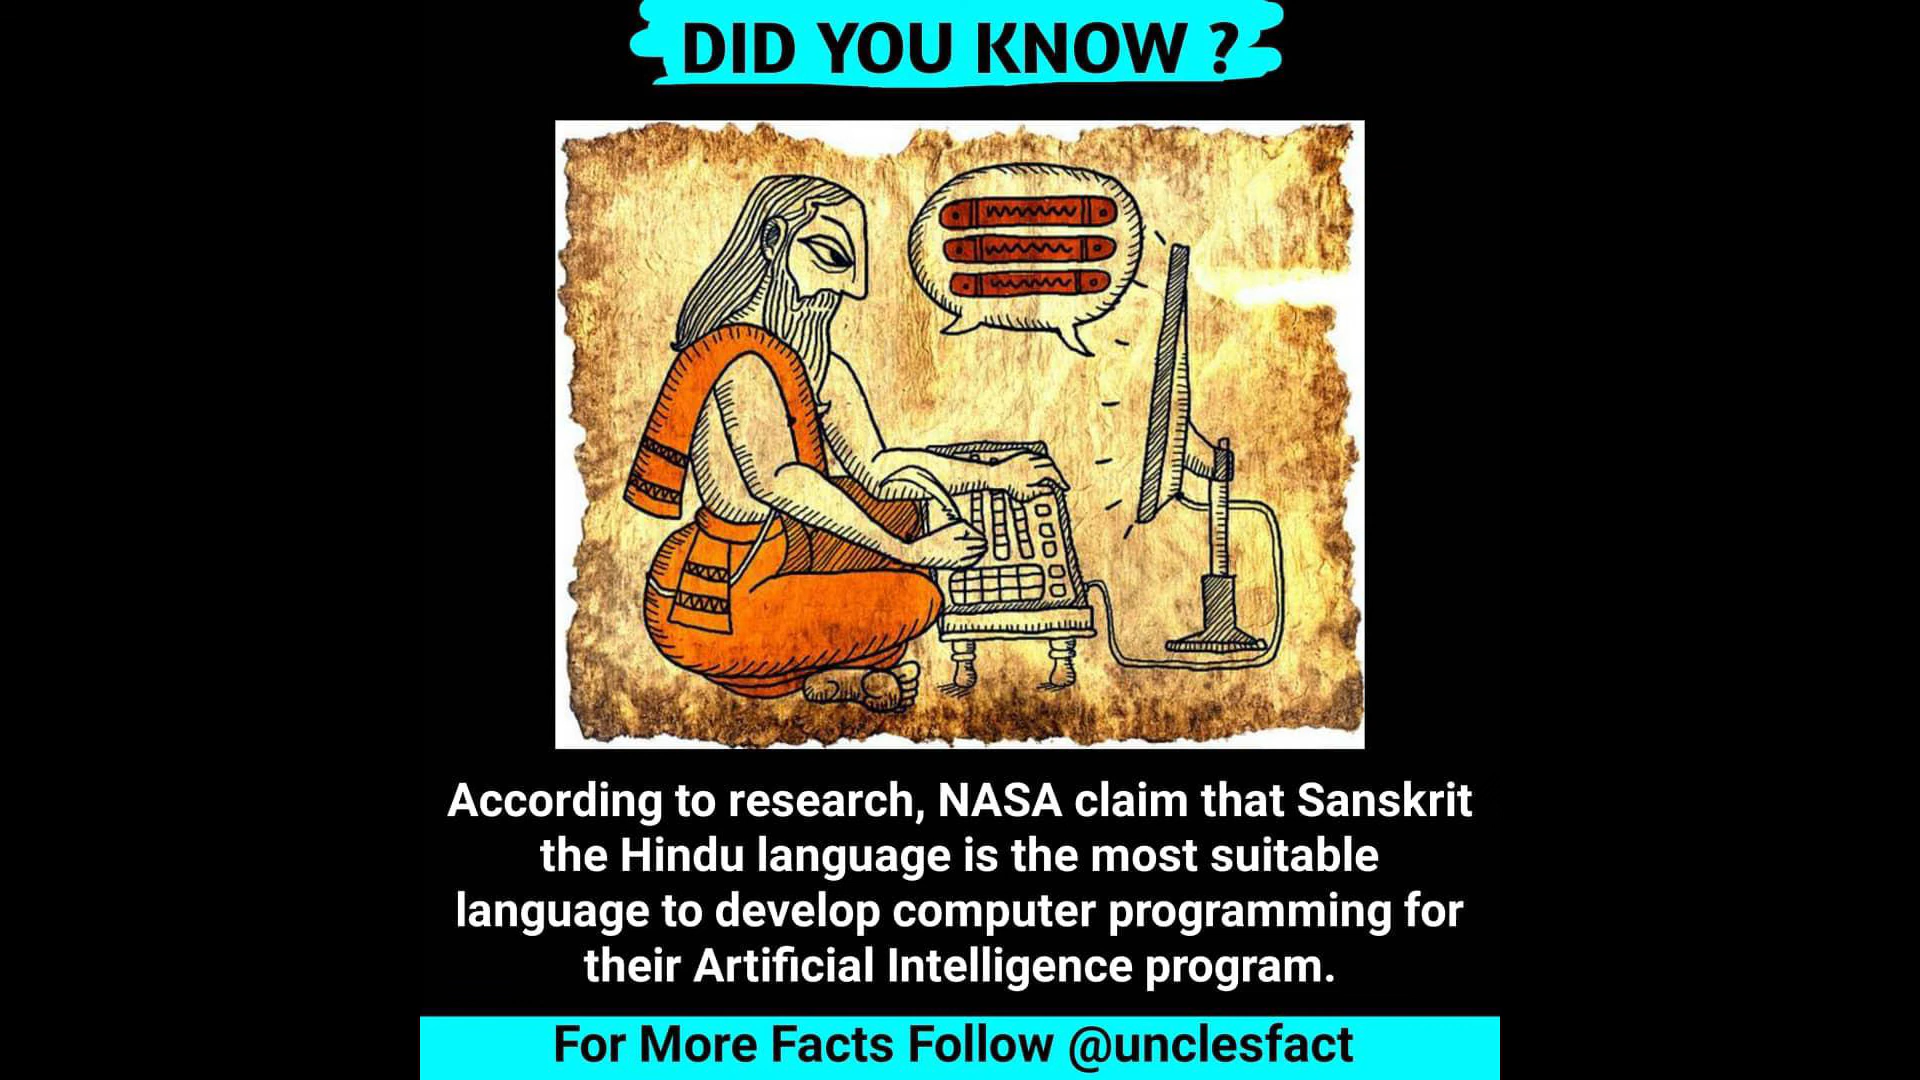 DID YOU KNOW ?
According to research, NASA claim that Sanskrit
the Hindu language is the most suitable
language to develop computer programming for
their Artificial Intelligence program.
For More Facts Follow @unclesfact